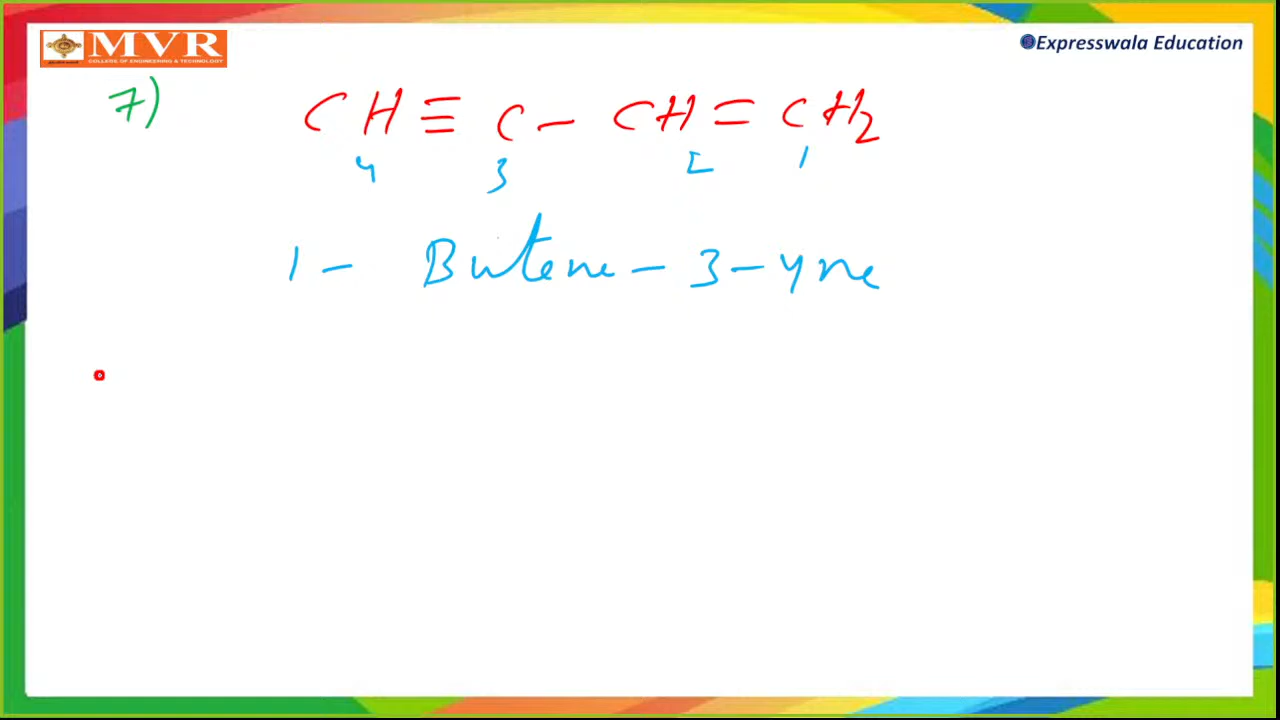 MVR
COLLEGE OF ENGINEERING & TECHNOLOGY
Expresswala Education
7) CH ≡ C - CH = CH2
4 3 2 1
1 - Butene - 3 - yne